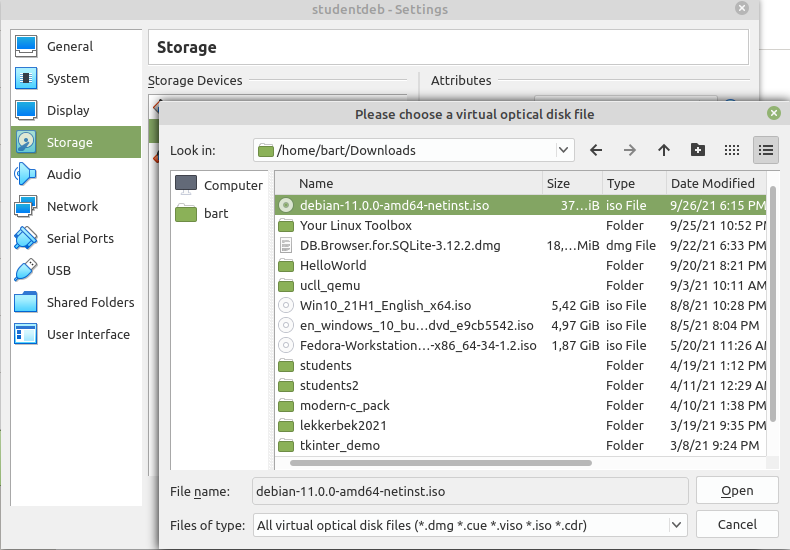 studentdeb - Settings
General
System
Display
Storage
Audio
Network
Serial Ports
USB
Shared Folders
User Interface
Storage
Storage Devices
Attributes
Please choose a virtual optical disk file
Look in: /home/bart/Downloads
Computer
bart
Name Size Type Date Modified
debian-11.0.0-amd64-netinst.iso 37...iB iso File 9/26/21 6:15 PM
Your Linux Toolbox Folder 9/25/21 10:52 P
DB.Browser.for.SQLite-3.12.2.dmg 18,...MiB dmg File 9/22/21 6:33 PM
HelloWorld Folder 9/20/21 8:21 PM
ucll_qemu Folder 9/3/21 10:11 AM
Win10_21H1_English_x64.iso 5,42 GiB iso File 8/8/21 10:28 PM
en_windows_10_bu...dvd_e9cb5542.iso 4,97 GiB iso File 8/5/21 8:04 PM
Fedora-Workstation...-x86_64-34-1.2.iso 1,87 GiB iso File 5/20/21 11:26 A
students Folder 4/19/21 1:12 PM
students2 Folder 4/11/21 12:29 A
modern-c_pack Folder 4/10/21 1:38 PM
lekkerbek2021 Folder 3/19/21 9:35 PM
tkinter_demo Folder 3/8/21 9:24 PM
File name: debian-11.0.0-amd64-netinst.iso Open
Files of type: All virtual optical disk files (*.dmg *.cue *.viso *.iso *.cdr) Cancel